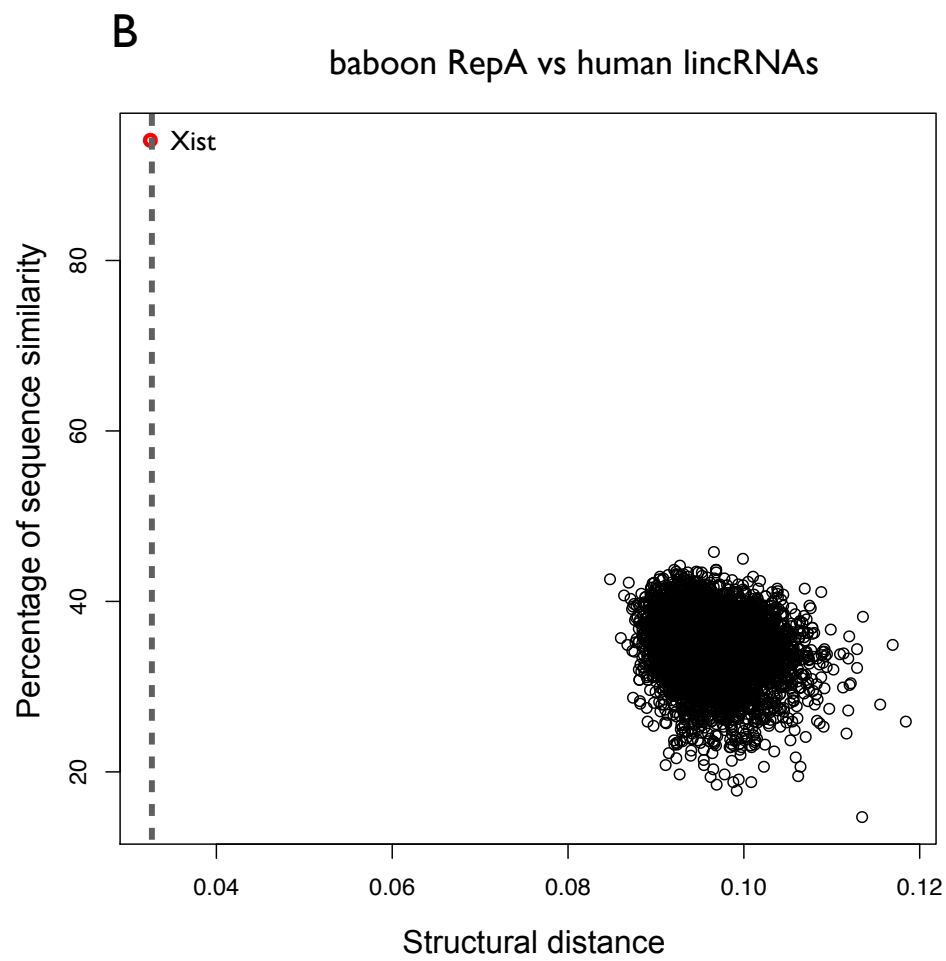 B
baboon RepA vs human lincRNAs
Xist
Percentage of sequence similarity
80
60
40
20
0.04
0.06
0.08
0.10
0.12
Structural distance